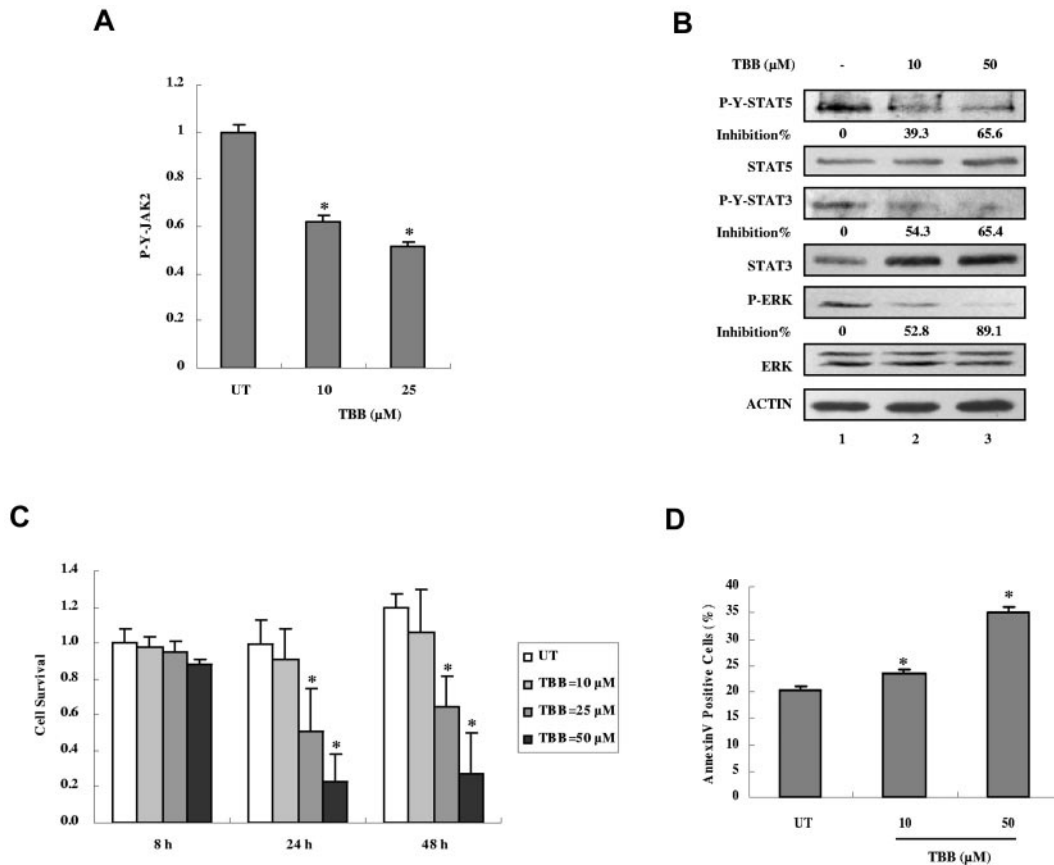 A
1.2
1
0.8
0.6
0.4
0.2
0
P-Y-JAK2
*
*
UT 10 25
TBB (µM)
B
TBB (µM) - 10 50
P-Y-STAT5
Inhibition% 0 39.3 65.6
STAT5
P-Y-STAT3
Inhibition% 0 54.3 65.4
STAT3
P-ERK
Inhibition% 0 52.8 89.1
ERK
ACTIN
1 2 3
C
1.4
1.2
1.0
0.8
0.6
0.4
0.2
0.0
Cell Survival
*
*
*
*
8 h 24 h 48 h
UT
TBB=10 µM
TBB=25 µM
TBB=50 µM
D
40
35
30
25
20
15
10
5
0
AnnexinV Positive Cells (%)
*
*
UT 10 50
TBB (µM)